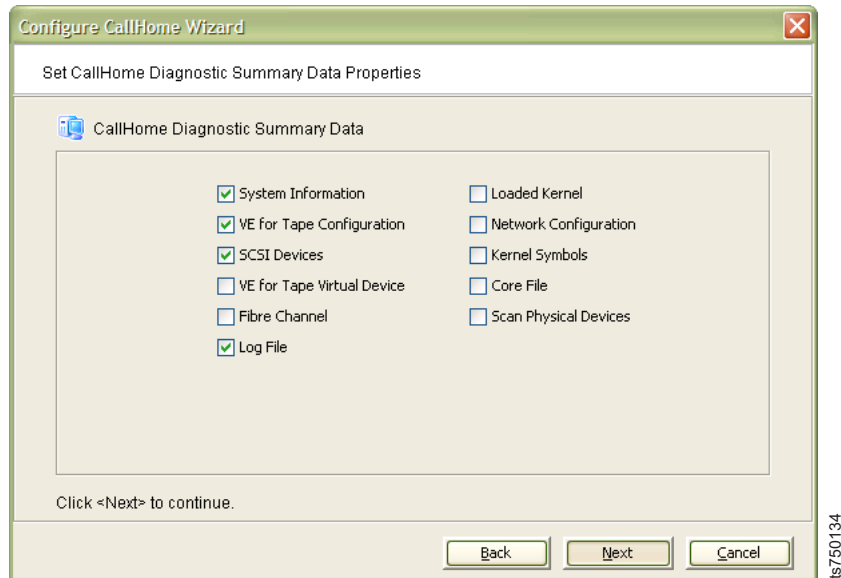 Configure CallHome Wizard
Set CallHome Diagnostic Summary Data Properties
CallHome Diagnostic Summary Data
System Information
VE for Tape Configuration
SCSI Devices
VE for Tape Virtual Device
Fibre Channel
Log File
Loaded Kernel
Network Configuration
Kernel Symbols
Core File
Scan Physical Devices
Click <Next> to continue.
Back
Next
Cancel
ts750134